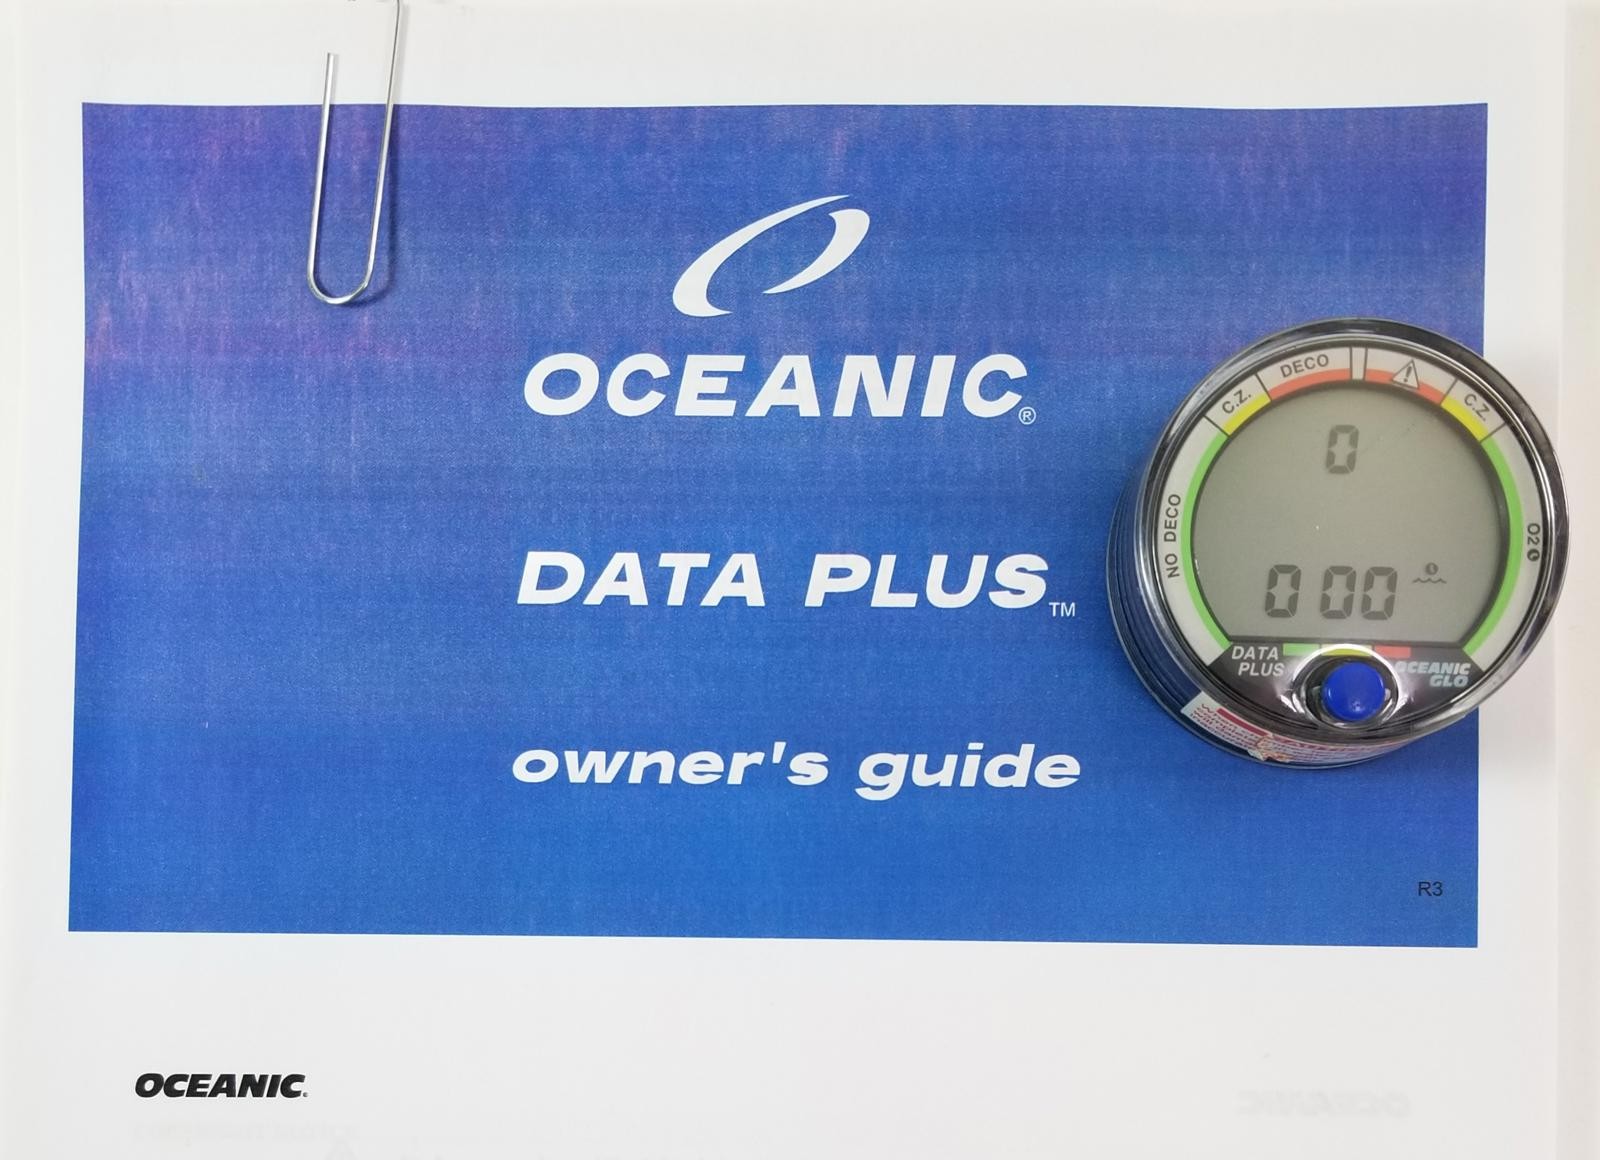 OCEANIC®
DATA PLUS™
owner's guide
R3
OCEANIC
C.Z. DECO C.Z.
NO DECO
O2
0
0 00
DATA
PLUS
OCEANIC
GLO